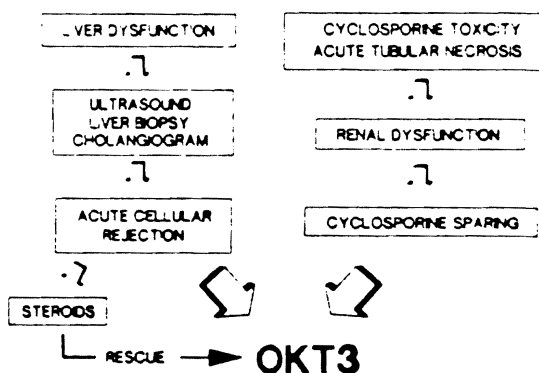 LIVER DYSFUNCTION
ULTRASOUND
LIVER BIOPSY
CHOLANGIOGRAM
ACUTE CELLULAR
REJECTION
STEROIDS
CYCLOSPORINE TOXICITY
ACUTE TUBULAR NECROSIS
RENAL DYSFUNCTION
CYCLOSPORINE SPARING
RESCUE
OKT3